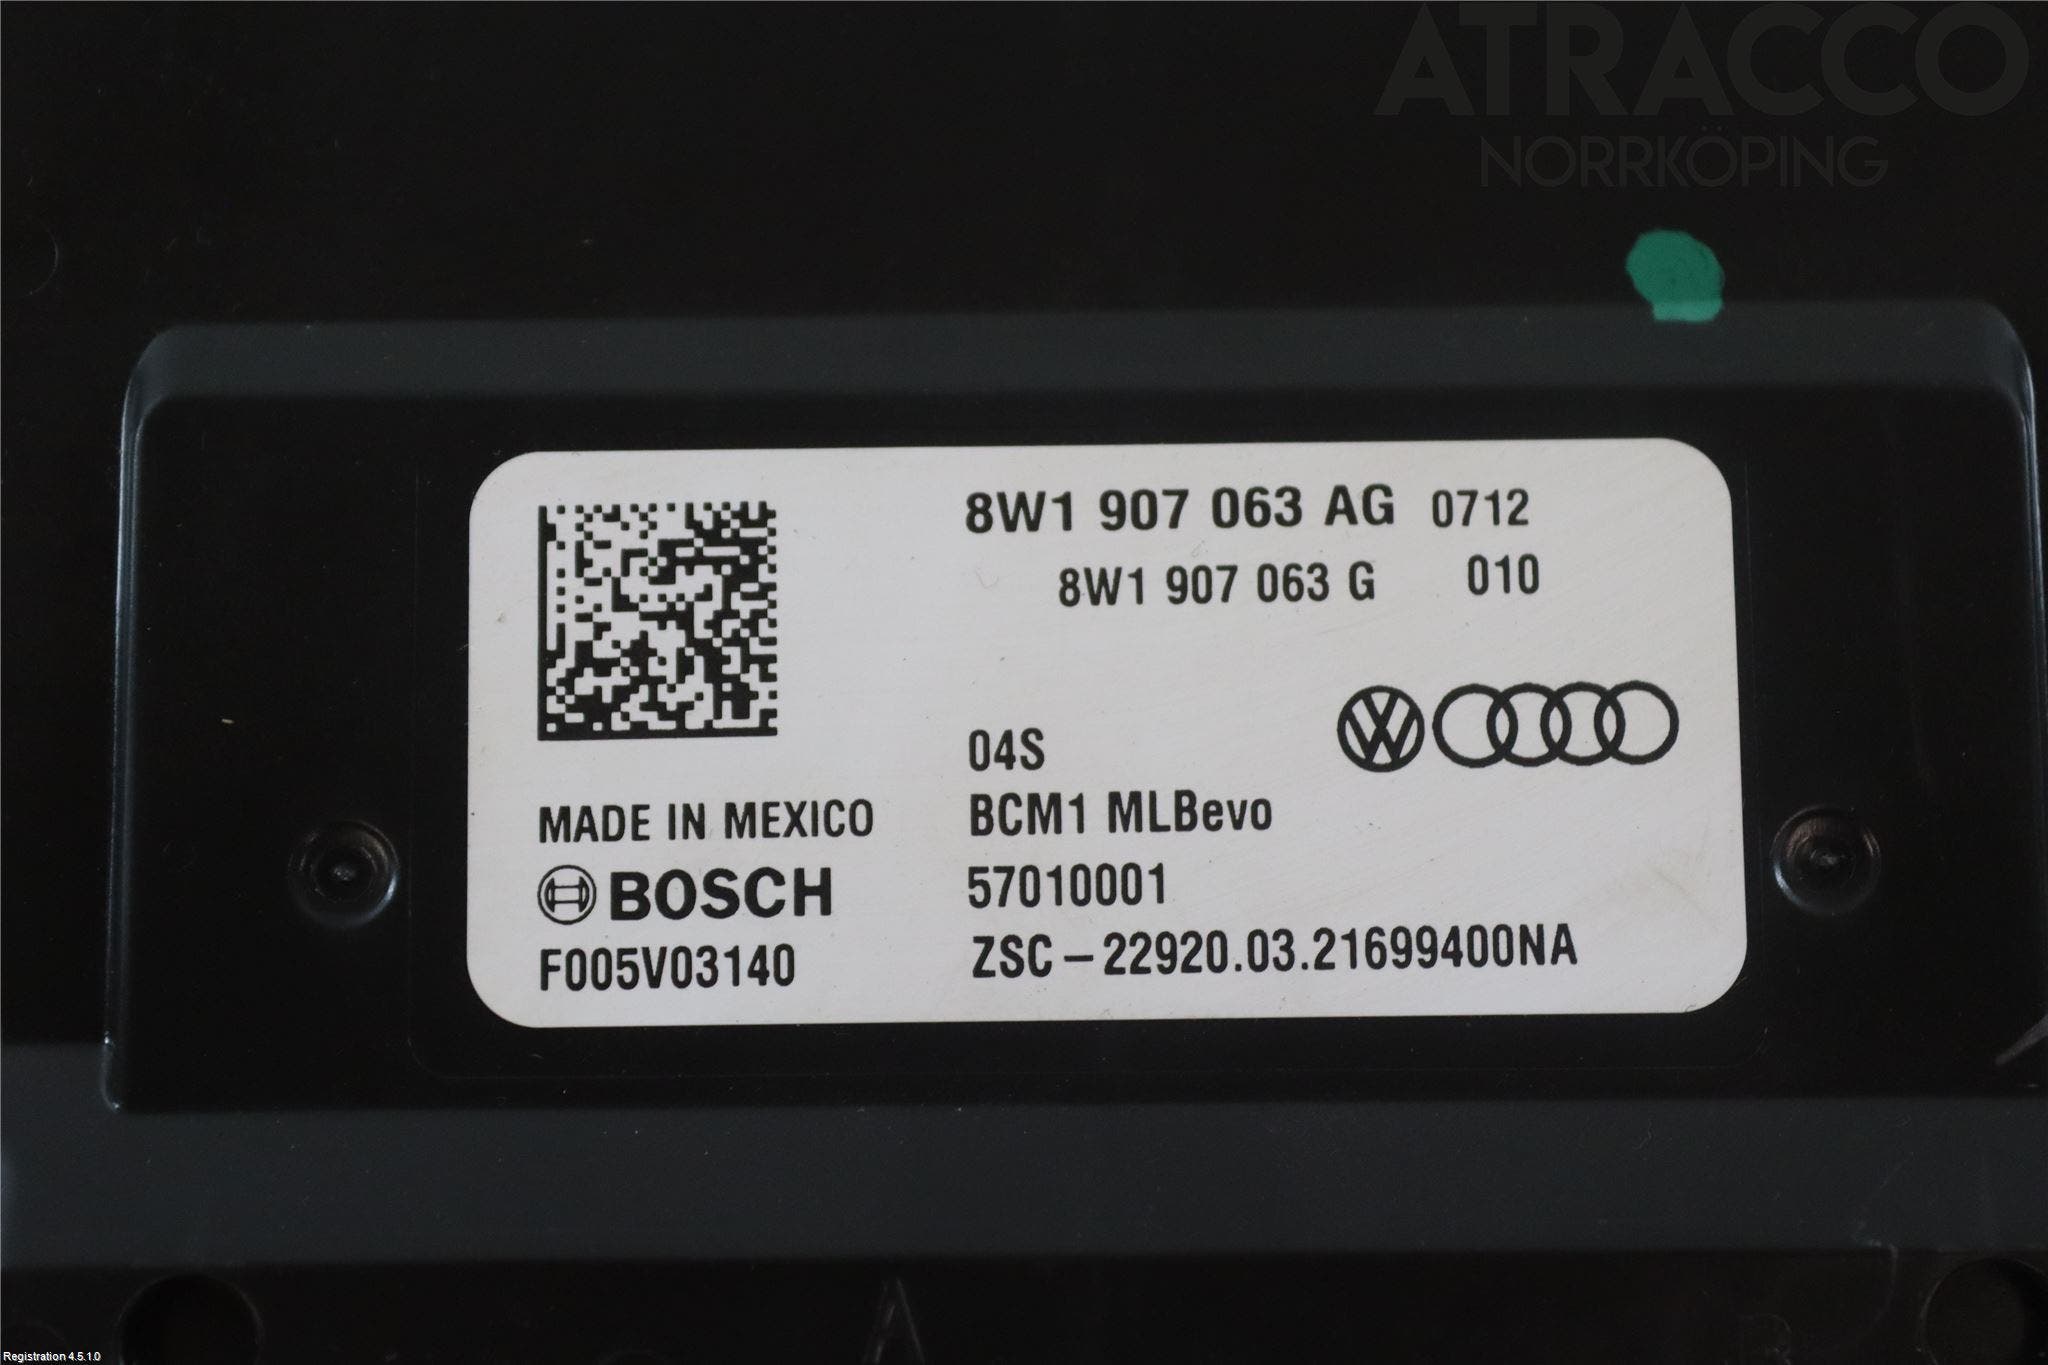 ATRACCO
NORRKÖPING
8W1 907 063 AG 0712
8W1 907 063 G 010
04S
MADE IN MEXICO
BCM1 MLBevo
BOSCH
57010001
F005V03140
ZSC-22920.03.21699400NA
A
Registration 4.5.1.0